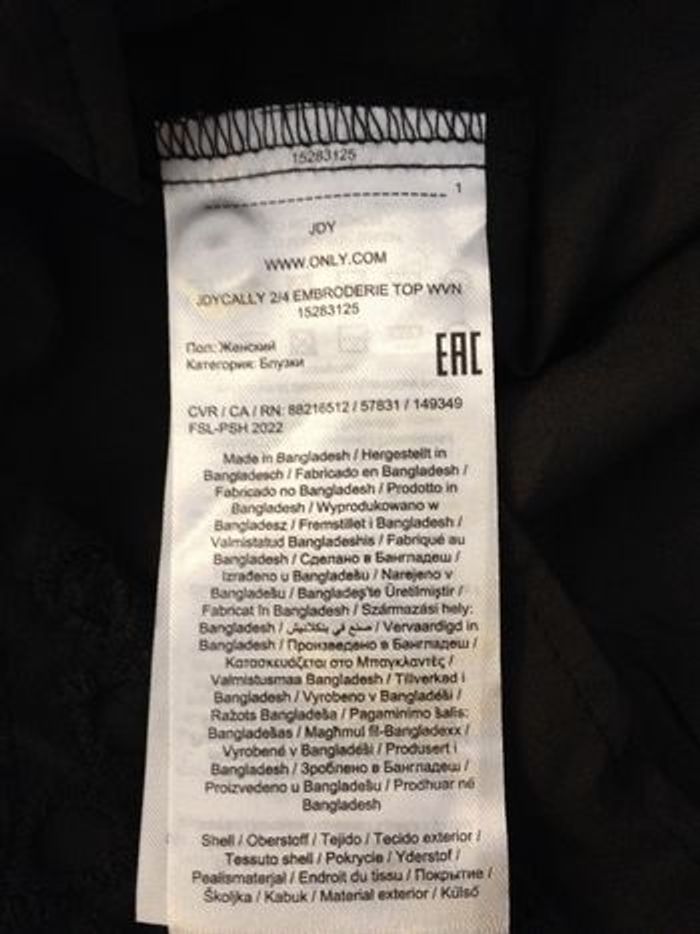 15283125
1
JOY
WWW.ONLY.COM
JOYCALLY 2/4 EMBRODERIE TOP WVN
15283125
Пол: Женский
Категория: Блузки
EAC
CVR / CA / RN: 88216512 / 57831 / 149349
FSL-PSH 2022
Made in Bangladesh / Hergestellt in
Bangladesch / Fabricado en Bangladesh /
Fabricado no Bangladesh / Prodotto in
Bangladesh / Wyprodukowano w
Bangladesz / Fremstillet i Bangladesh /
Valmistatud Bangladeshis / Fabriqué au
Bangladesh / Сделано в Бангладеш /
Izrađeno u Bangladešu / Narejeno v
Bangladešu / Bangladeş'te Üretilmiştir /
Fabricat în Bangladesh / Származási hely:
Bangladesh / صنع في بنكلاديش / Vervaardigd in
Bangladesh / Произведено в Бангладеш /
Κατασκευάζεται στο Μπαγκλαντές /
Valmistusmaa Bangladesh / Tillverkad i
Bangladesh / Vyrobeno v Bangladéši /
Ražots Bangladeša / Pagaminimo šalis:
Bangladešas / Magħmul fil-Bangladexx /
Vyrobené v Bangladéši / Produsert i
Bangladesh / Зроблено в Бангладеш /
Proizvedeno u Bangladešu / Prodhuar në
Bangladesh
Shell / Oberstoff / Tejido / Tecido exterior /
Tessuto shell / Pokrycie / Yderstof /
Pealismaterjal / Endroit du tissu / Покрытие /
Školjka / Kabuk / Material exterior / Külső